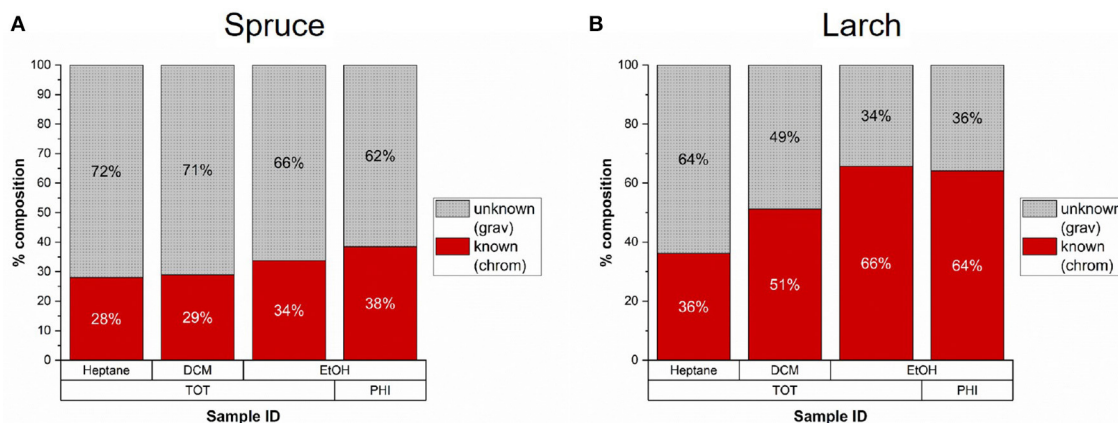 A
Spruce
% composition
100
90
80
70
60
50
40
30
20
10
0
72%
71%
66%
62%
28%
29%
34%
38%
unknown
(grav)
known
(chrom)
Heptane
DCM
EtOH
TOT
PHI
Sample ID
B
Larch
% composition
100
80
60
40
20
0
64%
49%
34%
36%
36%
51%
66%
64%
unknown
(grav)
known
(chrom)
Heptane
DCM
EtOH
TOT
PHI
Sample ID